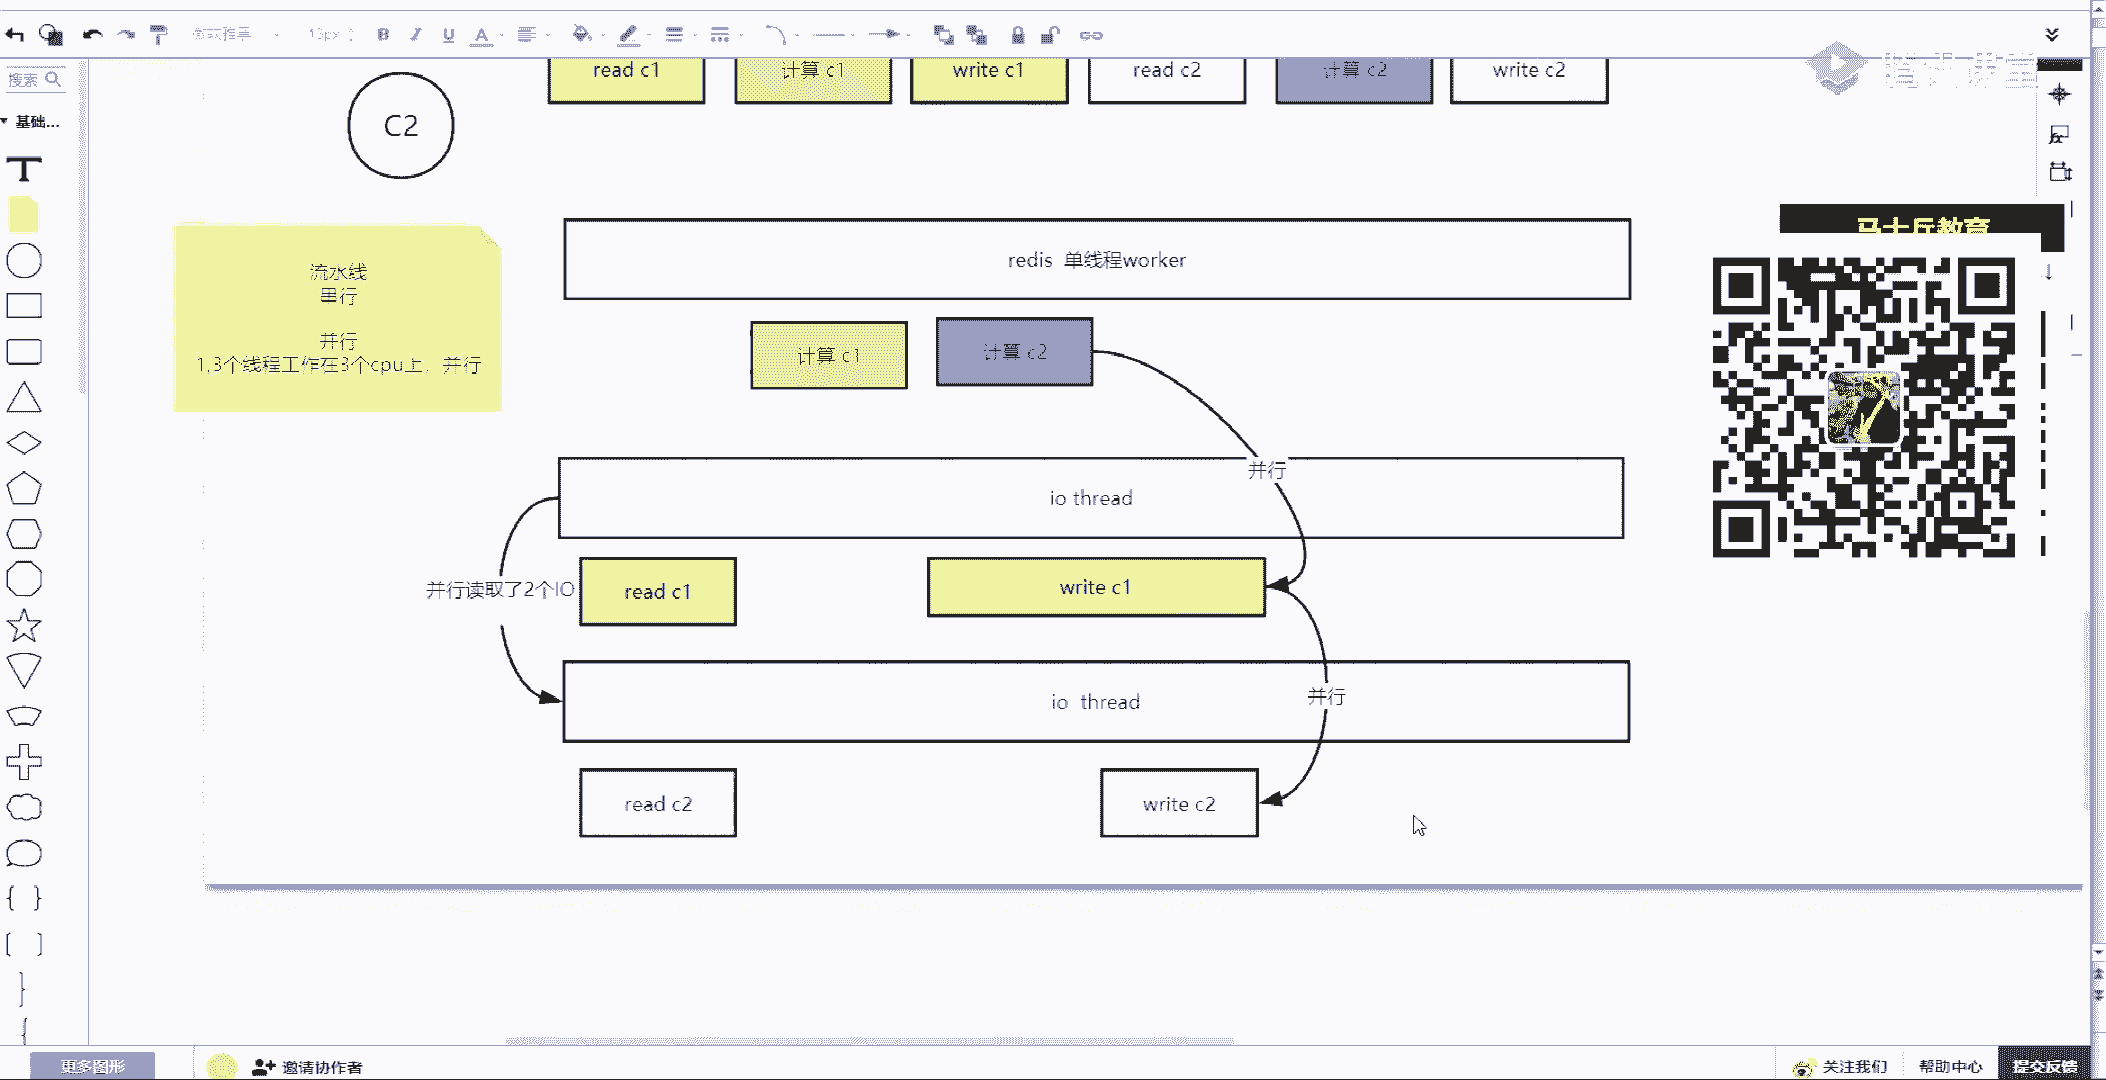 13px
B
I
U
A
搜索
基础...
T
C2
read c1
计算 c1
write c1
read c2
计算 c2
write c2
流水线
串行
并行
1,3个线程工作在3个cpu上，并行
redis 单线程worker
计算 c1
计算 c2
并行
io thread
并行读取了2个IO
read c1
write c1
io thread
并行
read c2
write c2
马士兵教育
fx
更多图形
邀请协作者
关注我们
帮助中心
提交反馈